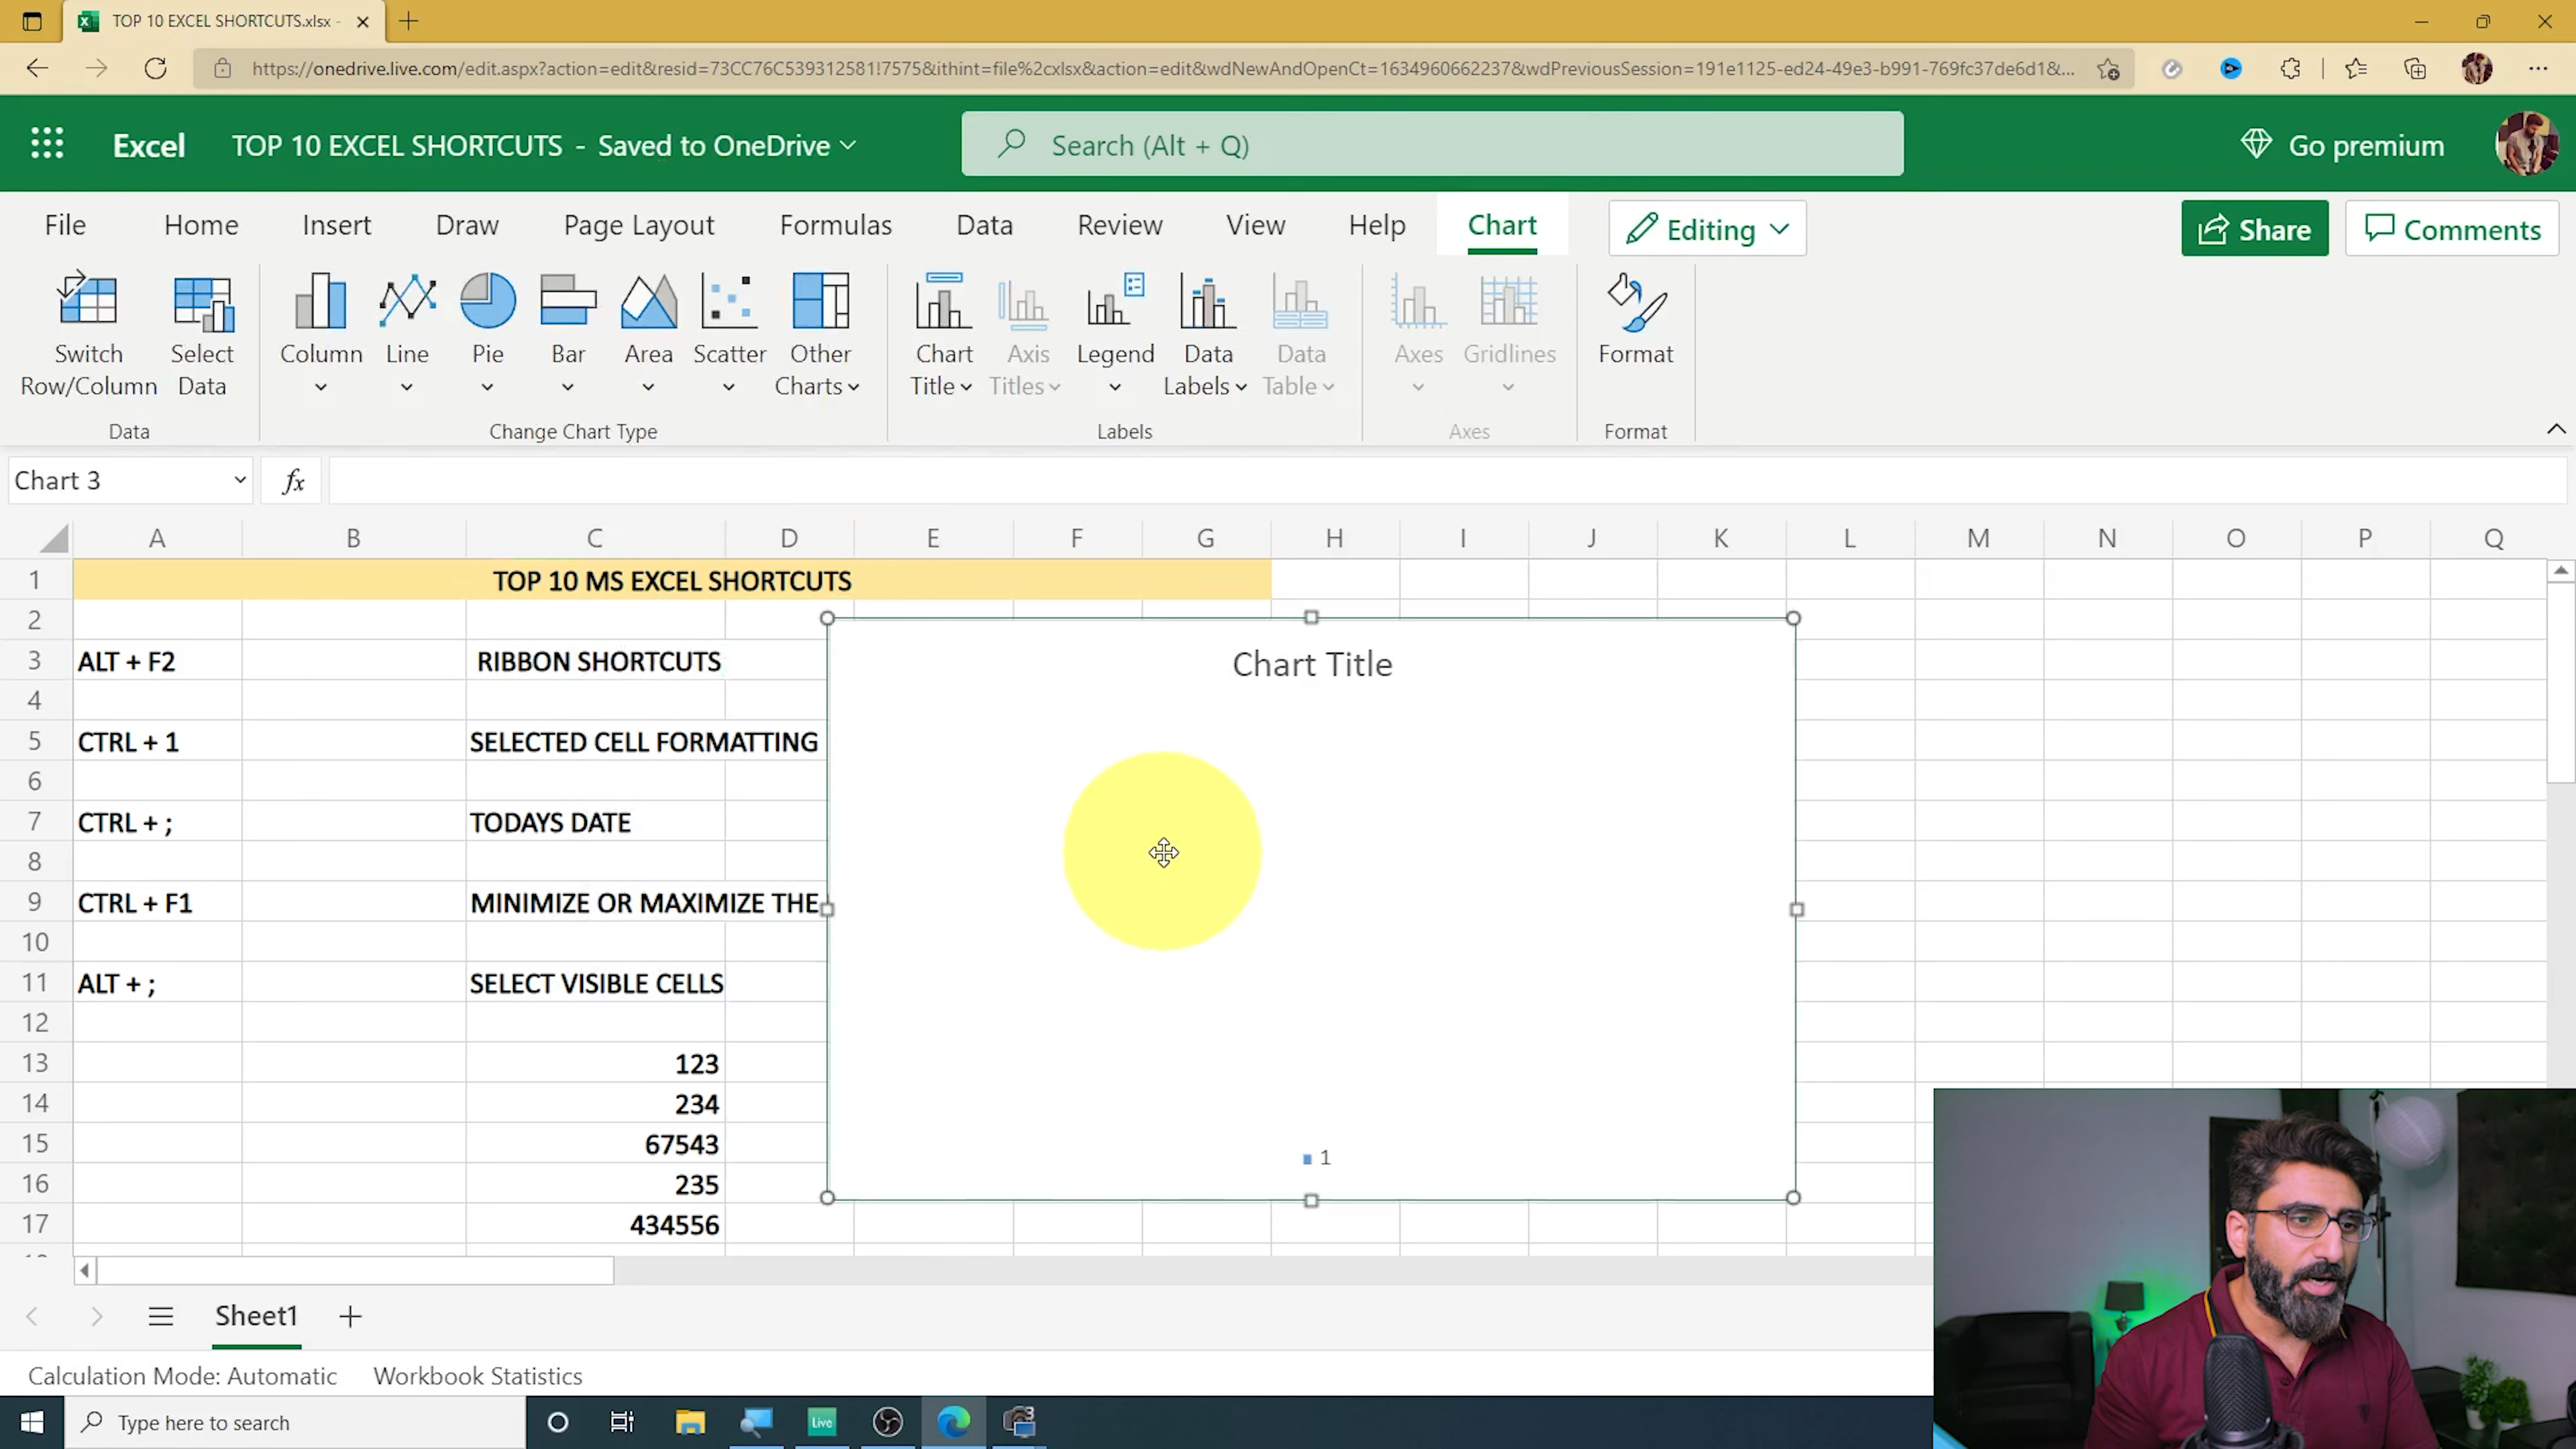 TOP 10 EXCEL SHORTCUTS.xlsx -
https://onedrive.live.com/edit.aspx?action=edit&resid=73CC76C539312581!7575&ithint=file%2cxlsx&action=edit&wdNewAndOpenCt=1634960662237&wdPreviousSession=191e1125-ed24-49e3-b991-769fc37de6d1&...
Excel TOP 10 EXCEL SHORTCUTS - Saved to OneDrive Search (Alt + Q) Go premium
File Home Insert Draw Page Layout Formulas Data Review View Help Chart Editing Share Comments
Switch Select Column Line Pie Bar Area Scatter Other Chart Axis Legend Data Data Axes Gridlines Format
Row/Column Data Charts Title Titles Labels Table
Data Change Chart Type Labels Axes Format
Chart 3 fx
A B C D E F G H I J K L M N O P Q
1 TOP 10 MS EXCEL SHORTCUTS
2
3 ALT + F2 RIBBON SHORTCUTS Chart Title
4
5 CTRL + 1 SELECTED CELL FORMATTING
6
7 CTRL + ; TODAYS DATE
8
9 CTRL + F1 MINIMIZE OR MAXIMIZE THE
10
11 ALT + ; SELECT VISIBLE CELLS
12
13 123
14 234
15 67543
1
16 235
17 434556
Sheet1
Calculation Mode: Automatic Workbook Statistics
Type here to search Live